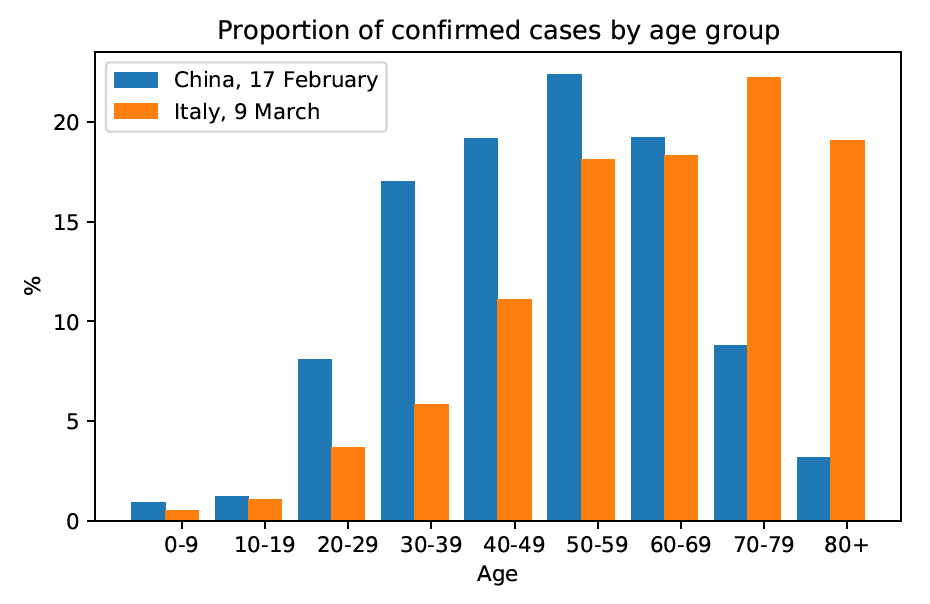 Proportion of confirmed cases by age group
China, 17 February
Italy, 9 March
%
20
15
10
5
0
0-9 10-19 20-29 30-39 40-49 50-59 60-69 70-79 80+
Age